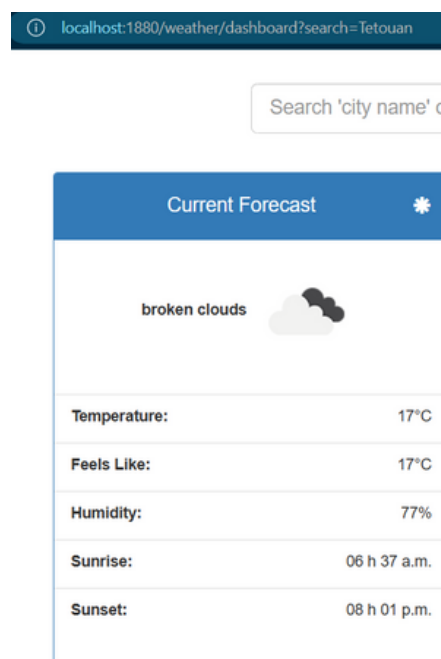 localhost:1880/weather/dashboard?search=Tetouan
Search 'city name'
Current Forecast
broken clouds
Temperature: 17°C
Feels Like: 17°C
Humidity: 77%
Sunrise: 06 h 37 a.m.
Sunset: 08 h 01 p.m.